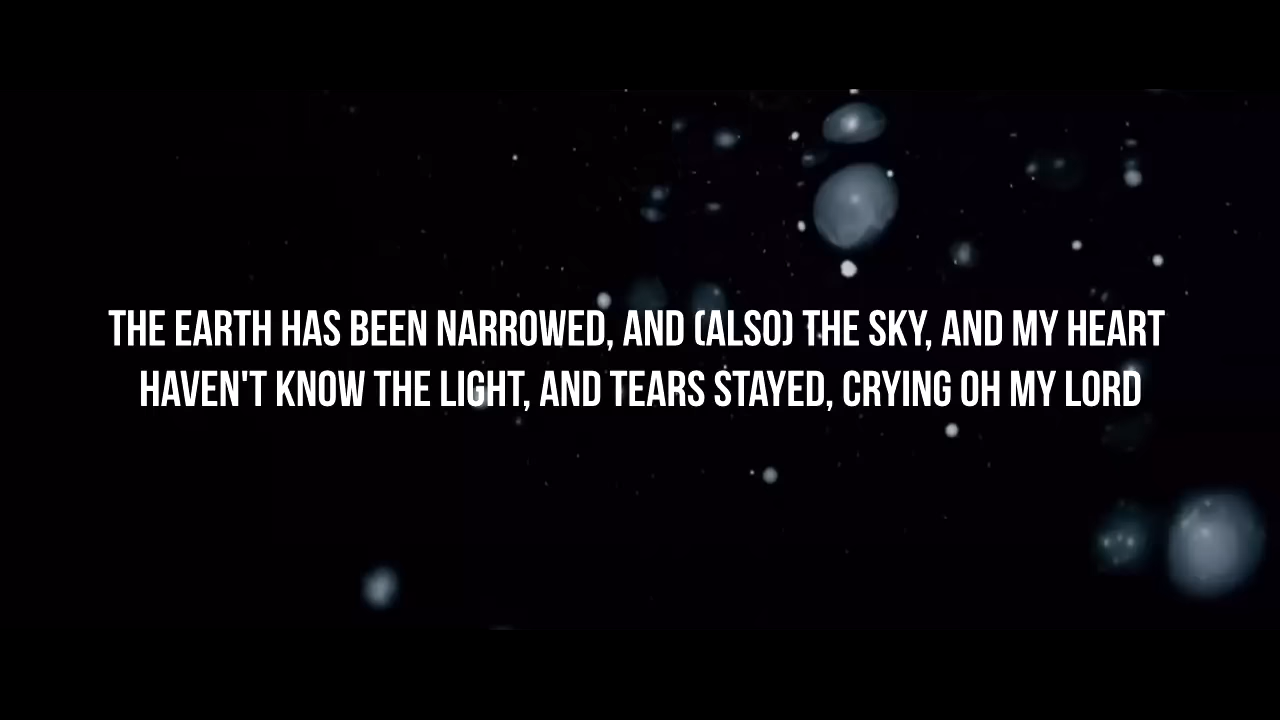 THE EARTH HAS BEEN NARROWED, AND (ALSO) THE SKY, AND MY HEART
HAVEN'T KNOW THE LIGHT, AND TEARS STAYED, CRYING OH MY LORD